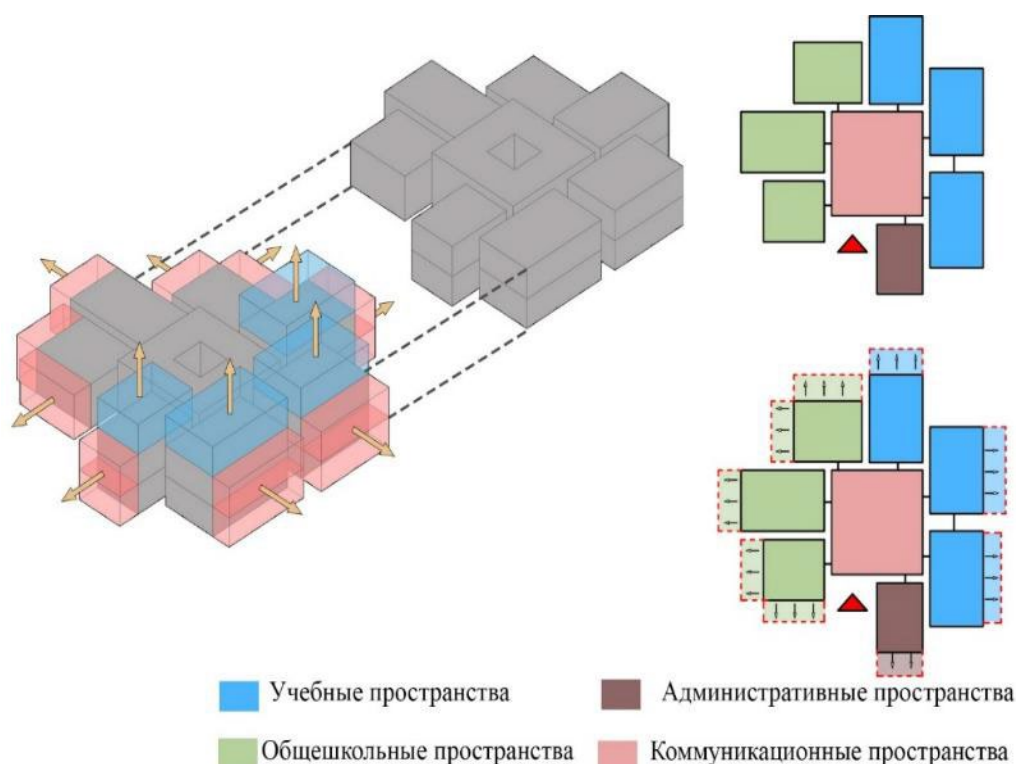 Учебные пространства
Административные пространства
Общешкольные пространства
Коммуникационные пространства